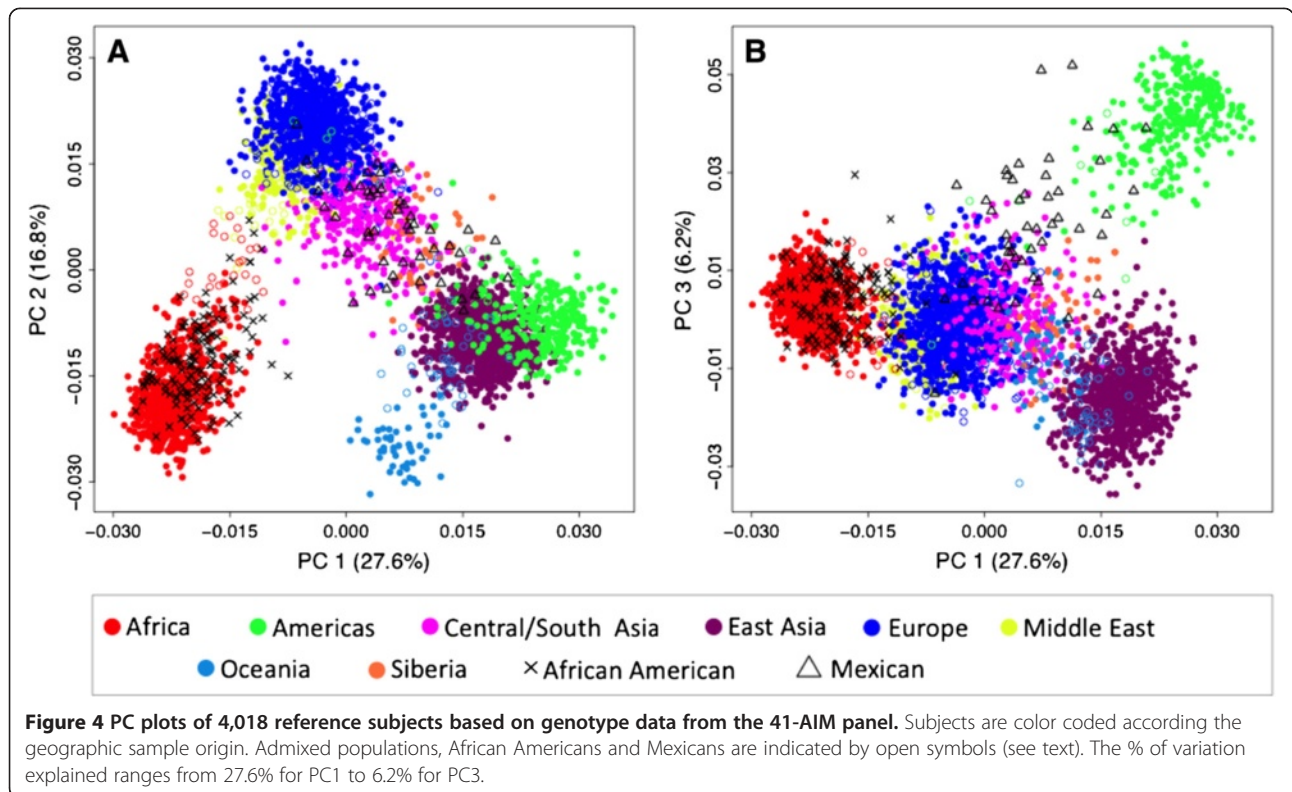 A
B
0.030
0.015
0.000
−0.015
−0.030
PC 2 (16.8%)
−0.030 −0.015 0.000 0.015 0.030
PC 1 (27.6%)
0.05
0.03
0.01
−0.01
−0.03
PC 3 (6.2%)
−0.030 −0.015 0.000 0.015 0.030
PC 1 (27.6%)
Africa Americas Central/South Asia East Asia Europe Middle East
Oceania Siberia African American Mexican
Figure 4 PC plots of 4,018 reference subjects based on genotype data from the 41-AIM panel. Subjects are color coded according the
geographic sample origin. Admixed populations, African Americans and Mexicans are indicated by open symbols (see text). The % of variation
explained ranges from 27.6% for PC1 to 6.2% for PC3.